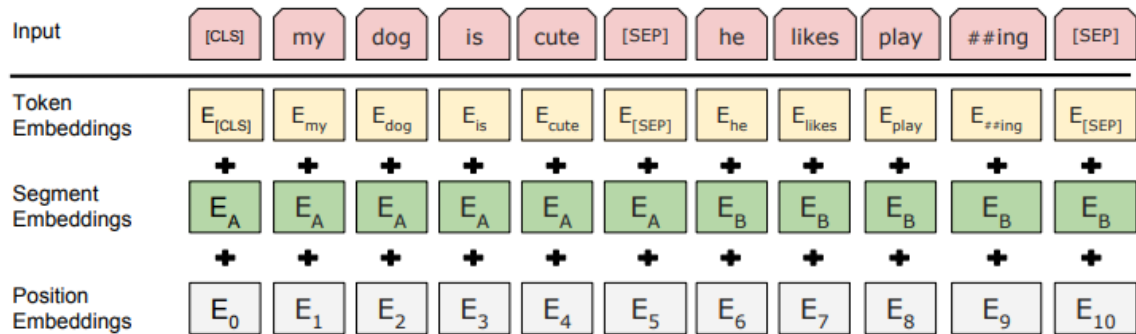 Input [CLS] my dog is cute [SEP] he likes play ##ing [SEP]
Token Embeddings E[CLS] Emy Edog Eis Ecute E[SEP] Ehe Elikes Eplay E##ing E[SEP]
+ + + + + + + + + + +
Segment Embeddings EA EA EA EA EA EA EB EB EB EB EB
+ + + + + + + + + + +
Position Embeddings E0 E1 E2 E3 E4 E5 E6 E7 E8 E9 E10